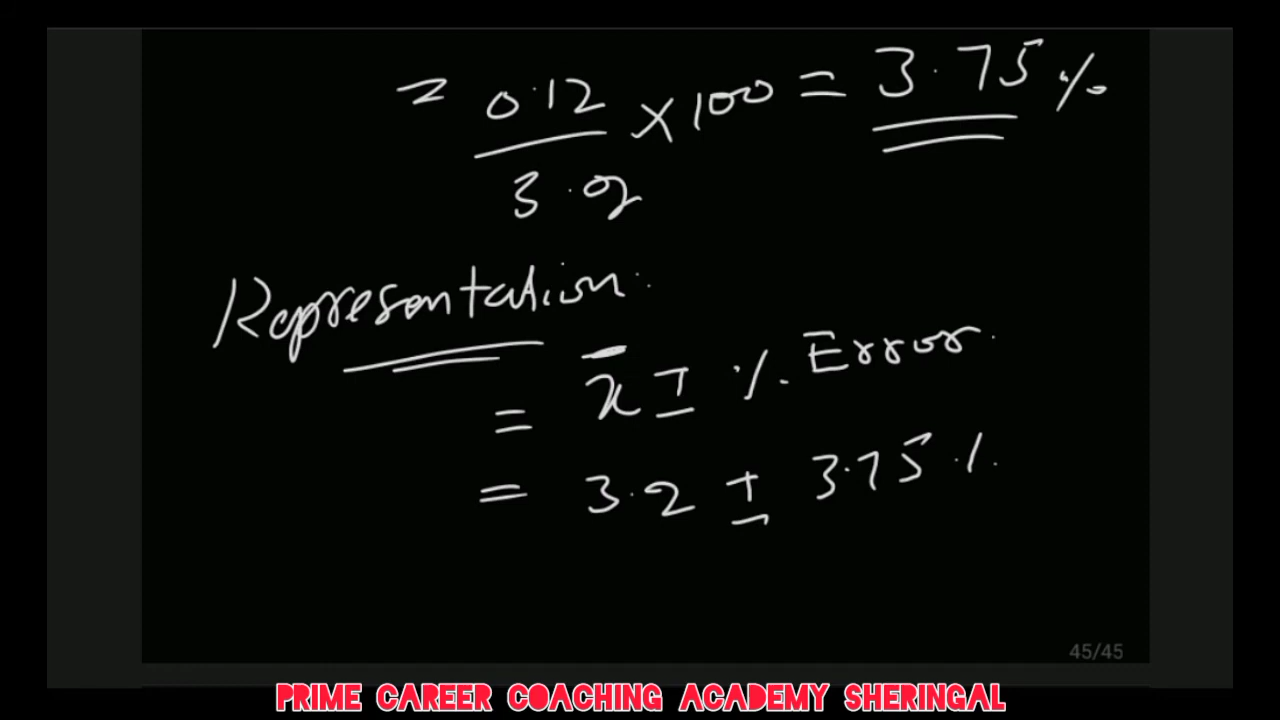 = 0.12/3.2 × 100 = 3.75 %
Representation:
= x̄ ± % Error.
= 3.2 ± 3.75 %
45/45
PRIME CAREER COACHING ACADEMY SHERINGAL